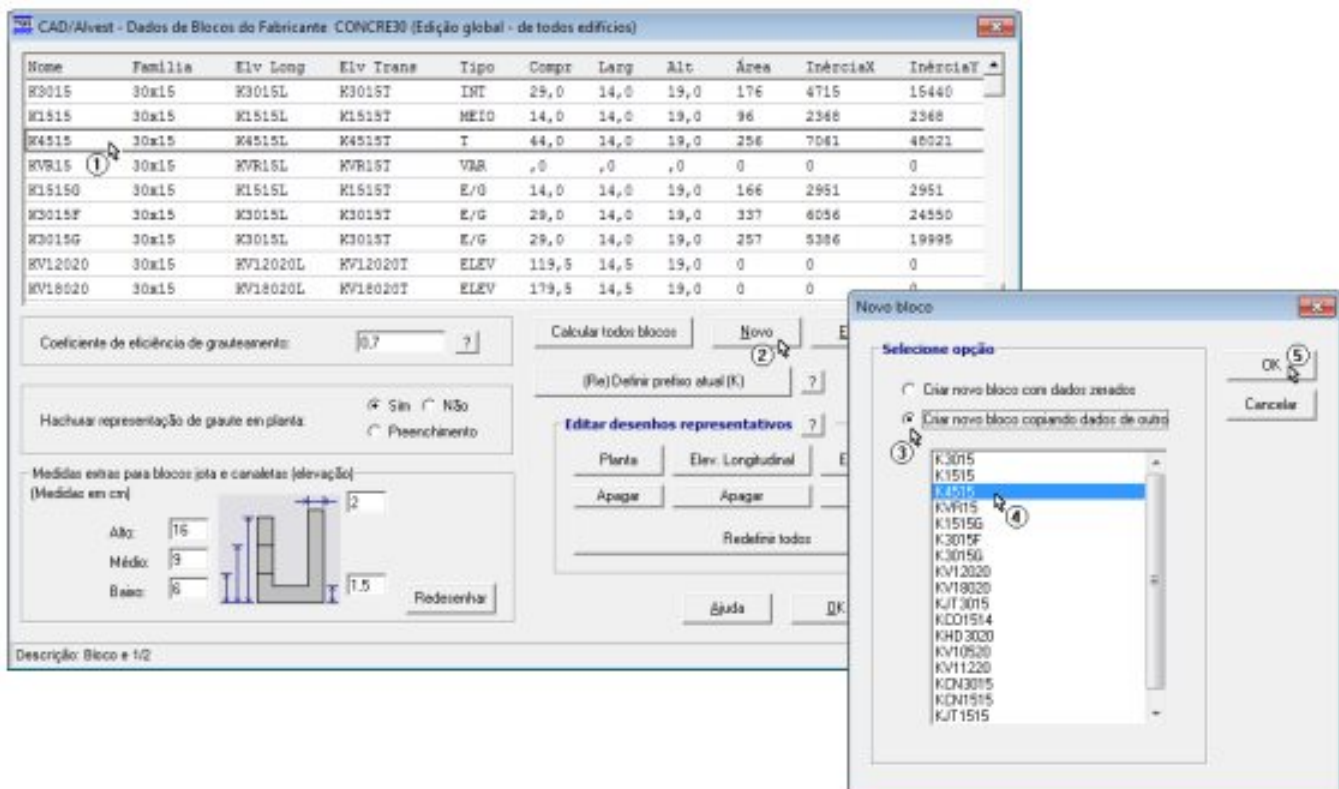 CAD/Alvest - Dados de Blocos do Fabricante CONCRE30 (Edição global - de todos edifícios)
Nome Família Elv Long Elv Trans Tipo Compr Larg Alt Área InérciaX InérciaY
K3015 30x15 K3015L K3015T INT 29,0 14,0 19,0 176 4715 15440
K1515 30x15 K1515L K1515T MEIO 14,0 14,0 19,0 96 2368 2368
K4515 30x15 K4515L K4515T T 44,0 14,0 19,0 256 7061 48021
KVR15 30x15 KVR15L KVR15T VAR ,0 ,0 ,0 0 0 0
K1515G 30x15 K1515L K1515T E/G 14,0 14,0 19,0 166 2951 2951
K3015F 30x15 K3015L K3015T E/G 29,0 14,0 19,0 337 6056 24550
K3015G 30x15 K3015L K3015T E/G 29,0 14,0 19,0 257 5386 19995
KV12020 30x15 KV12020L KV12020T ELEV 119,5 14,5 19,0 0 0 0
KV18020 30x15 KV18020L KV18020T ELEV 179,5 14,5 19,0 0 0 0
1
Coeficiente de eficiência de grauteamento: 0,7 ?
Hachurar representação de graute em planta: Sim Não
Preenchimento
Medidas extras para blocos jota e canaletas (elevação)
(Medidas em cm)
2
Alto: 16
Médio: 9
Baixo: 6
1.5
Redesenhar
Calcular todos blocos Novo E
2
(Re)Definir prefixo atual (K) ?
Editar desenhos representativos ?
Planta Elev. Longitudinal E
Apagar Apagar
Redefinir todos
Ajuda OK
Descrição: Bloco e 1/2
Novo bloco
Selecione opção
Criar novo bloco com dados zerados
Criar novo bloco copiando dados de outro
3
K3015
K1515
K4515
4
KVR15
K1515G
K3015F
K3015G
KV12020
KV18020
KJT3015
KCO1514
KHD3020
KV10520
KV11220
KCN3015
KCN1515
KJT1515
OK 5
Cancelar